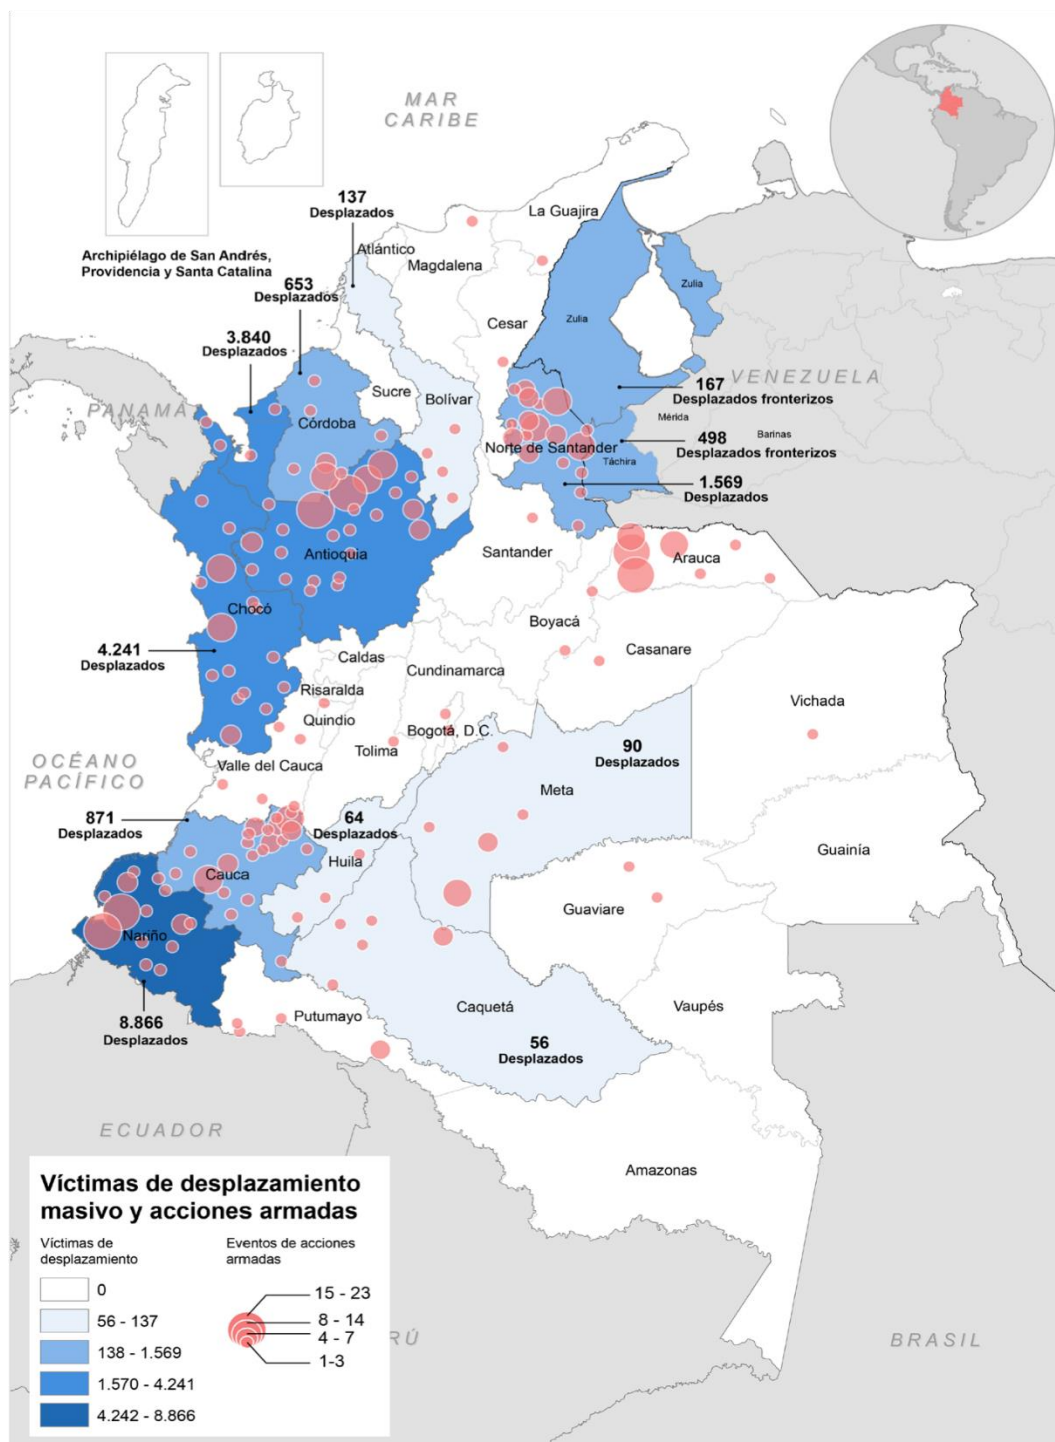 MAR
CARIBE
137
Desplazados
La Guajira
Atlántico
Magdalena
Archipiélago de San Andrés,
Providencia y Santa Catalina
653
Desplazados
Zulia
Zulia
Cesar
3.840
Desplazados
Sucre
Bolívar
167
Desplazados fronterizos
VENEZUELA
PANAMÁ
Córdoba
Mérida
Barinas
498
Desplazados fronterizos
Norte de Santander
Táchira
1.569
Desplazados
Santander
Antioquia
Arauca
Chocó
Boyacá
4.241
Desplazados
Caldas
Cundinamarca
Casanare
Risaralda
Quindio
Vichada
Bogotá, D.C.
Tolima
OCÉANO
PACÍFICO
Valle del Cauca
90
Desplazados
Meta
871
Desplazados
64
Desplazados
Huila
Guainía
Cauca
Guaviare
Nariño
Caquetá
Vaupés
Putumayo
8.866
Desplazados
56
Desplazados
ECUADOR
Amazonas
Víctimas de desplazamiento
masivo y acciones armadas
Víctimas de
desplazamiento
0
56 - 137
138 - 1.569
1.570 - 4.241
4.242 - 8.866
Eventos de acciones
armadas
15 - 23
8 - 14
4 - 7
1-3
RÚ
BRASIL